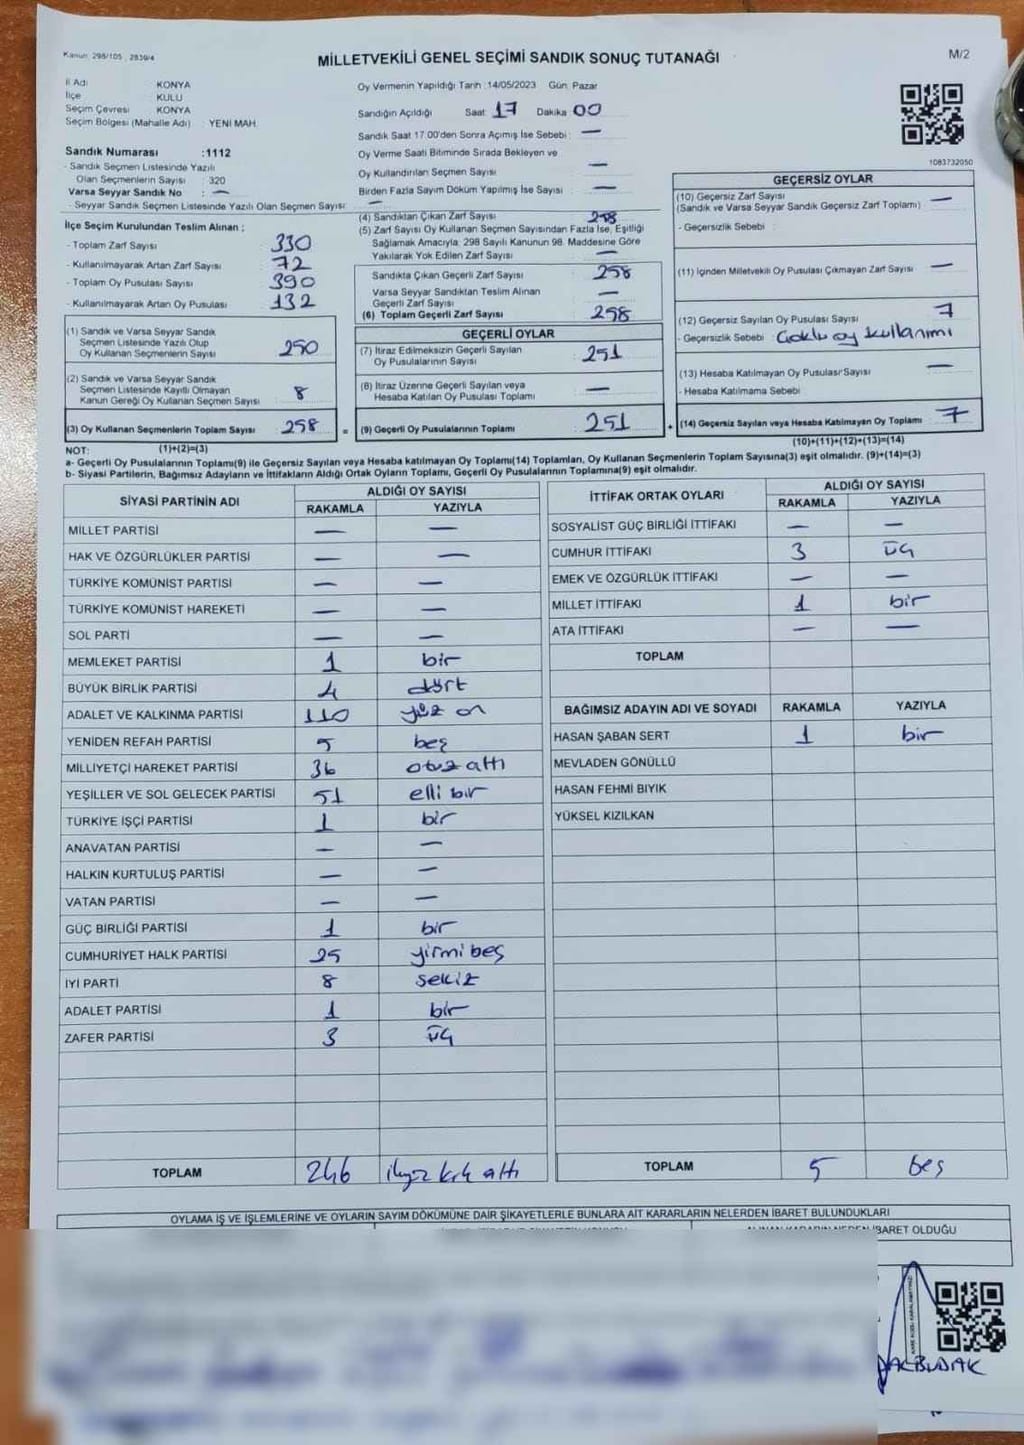 Kanun: 298/105 , 2839/4
MİLLETVEKİLİ GENEL SEÇİMİ SANDIK SONUÇ TUTANAĞI
M/2
İl Adı KONYA
İlçe KULU
Seçim Çevresi KONYA
Seçim Bölgesi (Mahalle Adı) : YENİ MAH.
Sandık Numarası :1112
- Sandık Seçmen Listesinde Yazılı
Olan Seçmenlerin Sayısı : 320
Varsa Seyyar Sandık No : —
- Seyyar Sandık Seçmen Listesinde Yazılı Olan Seçmen Sayısı: —
Oy Vermenin Yapıldığı Tarih :14/05/2023 Gün: Pazar
Sandığın Açıldığı Saat: 17 Dakika 00
Sandık Saat 17.00'den Sonra Açılmış İse Sebebi : —
Oy Verme Saati Bitiminde Sırada Bekleyen ve
Oy Kullandırılan Seçmen Sayısı —
Birden Fazla Sayım Döküm Yapılmış İse Sayısı : —
1083732050
İlçe Seçim Kurulundan Teslim Alınan ;
- Toplam Zarf Sayısı : 330
- Kullanılmayarak Artan Zarf Sayısı : 72
- Toplam Oy Pusulası Sayısı : 390
- Kullanılmayarak Artan Oy Pusulası : 132
(1) Sandık ve Varsa Seyyar Sandık
Seçmen Listesinde Yazılı Olup
Oy Kullanan Seçmenlerin Sayısı : 250
(2) Sandık ve Varsa Seyyar Sandık
Seçmen Listesinde Kayıtlı Olmayan
Kanun Gereği Oy Kullanan Seçmen Sayısı : 8
(3) Oy Kullanan Seçmenlerin Toplam Sayısı : 258
(4) Sandıktan Çıkan Zarf Sayısı : 258
(5) Zarf Sayısı Oy Kullanan Seçmen Sayısından Fazla İse, Eşitliği
Sağlamak Amacıyla; 298 Sayılı Kanunun 98. Maddesine Göre
Yakılarak Yok Edilen Zarf Sayısı : —
Sandıkta Çıkan Geçerli Zarf Sayısı : 258
Varsa Seyyar Sandıktan Teslim Alınan
Geçerli Zarf Sayısı : —
(6) Toplam Geçerli Zarf Sayısı : 258
GEÇERLİ OYLAR
(7) İtiraz Edilmeksizin Geçerli Sayılan
Oy Pusulalarının Sayısı : 251
(8) İtiraz Üzerine Geçerli Sayılan veya
Hesaba Katılan Oy Pusulası Toplamı : —
= (9) Geçerli Oy Pusulalarının Toplamı : 251
GEÇERSİZ OYLAR
(10) Geçersiz Zarf Sayısı
(Sandık ve Varsa Seyyar Sandık Geçersiz Zarf Toplamı) : —
- Geçersizlik Sebebi :
(11) İçinden Milletvekili Oy Pusulası Çıkmayan Zarf Sayısı : —
(12) Geçersiz Sayılan Oy Pusulası Sayısı : 7
- Geçersizlik Sebebi : Çoklu oy kullanımı
(13) Hesaba Katılmayan Oy Pusulası Sayısı : —
- Hesaba Katılmama Sebebi :
+ (14) Geçersiz Sayılan veya Hesaba Katılmayan Oy Toplamı : 7
NOT: (1)+(2)=(3) (10)+(11)+(12)+(13)=(14)
a- Geçerli Oy Pusulalarının Toplamı(9) ile Geçersiz Sayılan veya Hesaba katılmayan Oy Toplamı(14) Toplamları, Oy Kullanan Seçmenlerin Toplam Sayısına(3) eşit olmalıdır. (9)+(14)=(3)
b- Siyasi Partilerin, Bağımsız Adayların ve İttifakların Aldığı Ortak Oyların Toplamı, Geçerli Oy Pusulalarının Toplamına(9) eşit olmalıdır.
SİYASİ PARTİNİN ADI ALDIĞI OY SAYISI
RAKAMLA YAZIYLA
MİLLET PARTİSİ — —
HAK VE ÖZGÜRLÜKLER PARTİSİ — —
TÜRKİYE KOMÜNİST PARTİSİ — —
TÜRKİYE KOMÜNİST HAREKETİ — —
SOL PARTİ — —
MEMLEKET PARTİSİ 1 bir
BÜYÜK BİRLİK PARTİSİ 4 dört
ADALET VE KALKINMA PARTİSİ 110 yüz on
YENİDEN REFAH PARTİSİ 5 beş
MİLLİYETÇİ HAREKET PARTİSİ 36 otuz altı
YEŞİLLER VE SOL GELECEK PARTİSİ 51 elli bir
TÜRKİYE İŞÇİ PARTİSİ 1 bir
ANAVATAN PARTİSİ — —
HALKIN KURTULUŞ PARTİSİ — —
VATAN PARTİSİ — —
GÜÇ BİRLİĞİ PARTİSİ 1 bir
CUMHURİYET HALK PARTİSİ 25 yirmi beş
İYİ PARTİ 8 sekiz
ADALET PARTİSİ 1 bir
ZAFER PARTİSİ 3 üç
TOPLAM 246 ikiyüz kırk altı
İTTİFAK ORTAK OYLARI ALDIĞI OY SAYISI
RAKAMLA YAZIYLA
SOSYALİST GÜÇ BİRLİĞİ İTTİFAKI — —
CUMHUR İTTİFAKI 3 üç
EMEK VE ÖZGÜRLÜK İTTİFAKI — —
MİLLET İTTİFAKI 1 bir
ATA İTTİFAKI — —
TOPLAM
BAĞIMSIZ ADAYIN ADI VE SOYADI RAKAMLA YAZIYLA
HASAN ŞABAN SERT 1 bir
MEVLADEN GÖNÜLLÜ
HASAN FEHMİ BIYIK
YÜKSEL KIZILKAN
TOPLAM 5 beş
OYLAMA İŞ VE İŞLEMLERİNE VE OYLARIN SAYIM DÖKÜMÜNE DAİR ŞİKAYETLERLE BUNLARA AİT KARARLARIN NELERDEN İBARET BULUNDUKLARI
ALINAN KARARIN NEDEN İBARET OLDUĞU